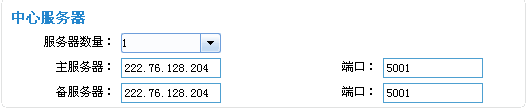 中心服务器
服务器数量： 1
主服务器： 222.76.128.204 端口： 5001
备服务器： 222.76.128.204 端口： 5001